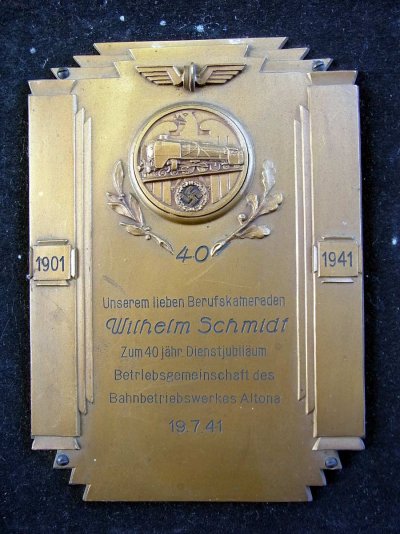 40
1901
1941
Unserem lieben Berufskameraden
Wilhelm Schmidt
Zum 40 jähr Dienstjubiläum
Betriebsgemeinschaft des
Bahnbetriebswerkes Altona
19.7.41